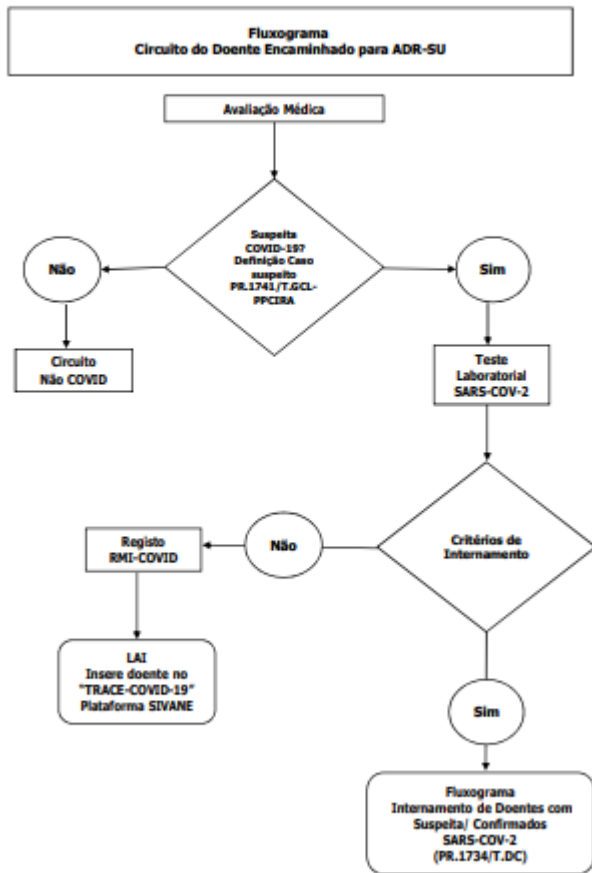 Fluxograma
Circuito do Doente Encaminhado para ADR-SU
Avaliação Médica
Suspeita
COVID-19?
Definição Caso
suspeito
PR.1741/T.GCL-
PPCIRA
Não
Sim
Circuito
Não COVID
Teste
Laboratorial
SARS-COV-2
Critérios de
Internamento
Não
Registo
RMI-COVID
LAI
Insere doente no
"TRACE-COVID-19"
Plataforma SIVANE
Sim
Fluxograma
Internamento de Doentes com
Suspeita/ Confirmados
SARS-COV-2
(PR.1734/T.DC)